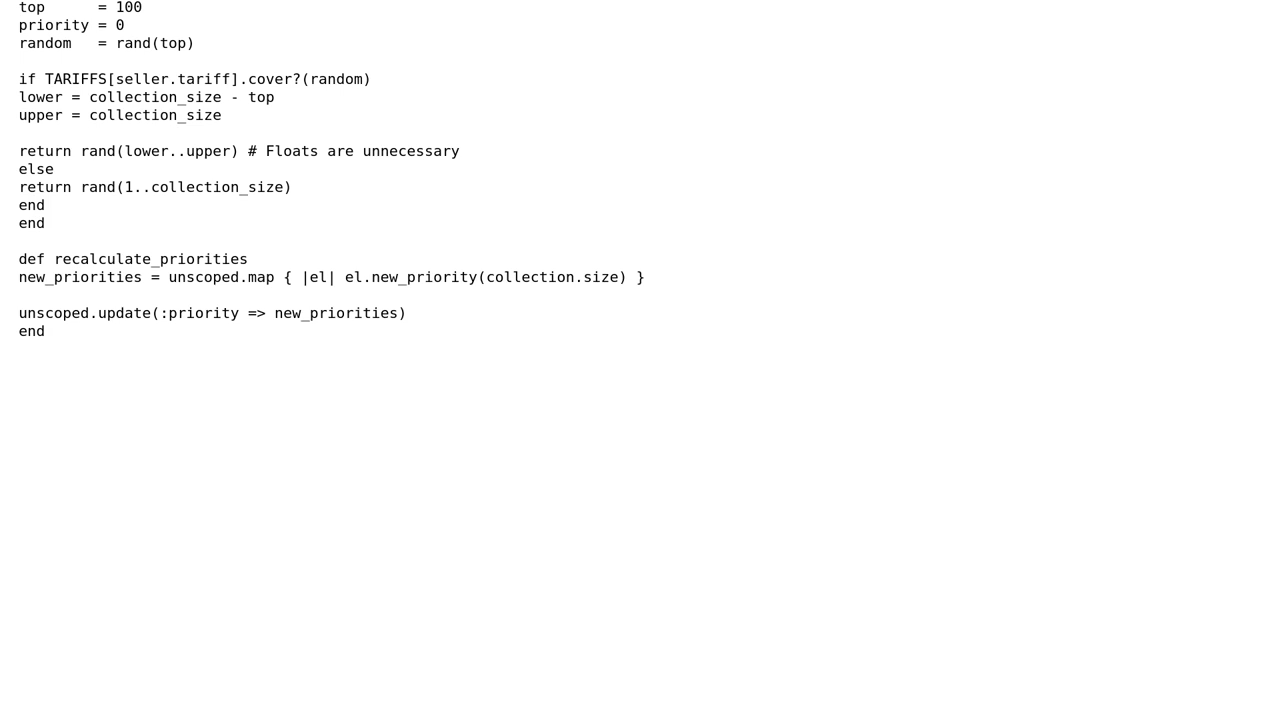 top      = 100
priority = 0
random   = rand(top)

if TARIFFS[seller.tariff].cover?(random)
lower = collection_size - top
upper = collection_size

return rand(lower..upper) # Floats are unnecessary
else
return rand(1..collection_size)
end
end

def recalculate_priorities
new_priorities = unscoped.map { |el| el.new_priority(collection.size) }

unscoped.update(:priority => new_priorities)
end